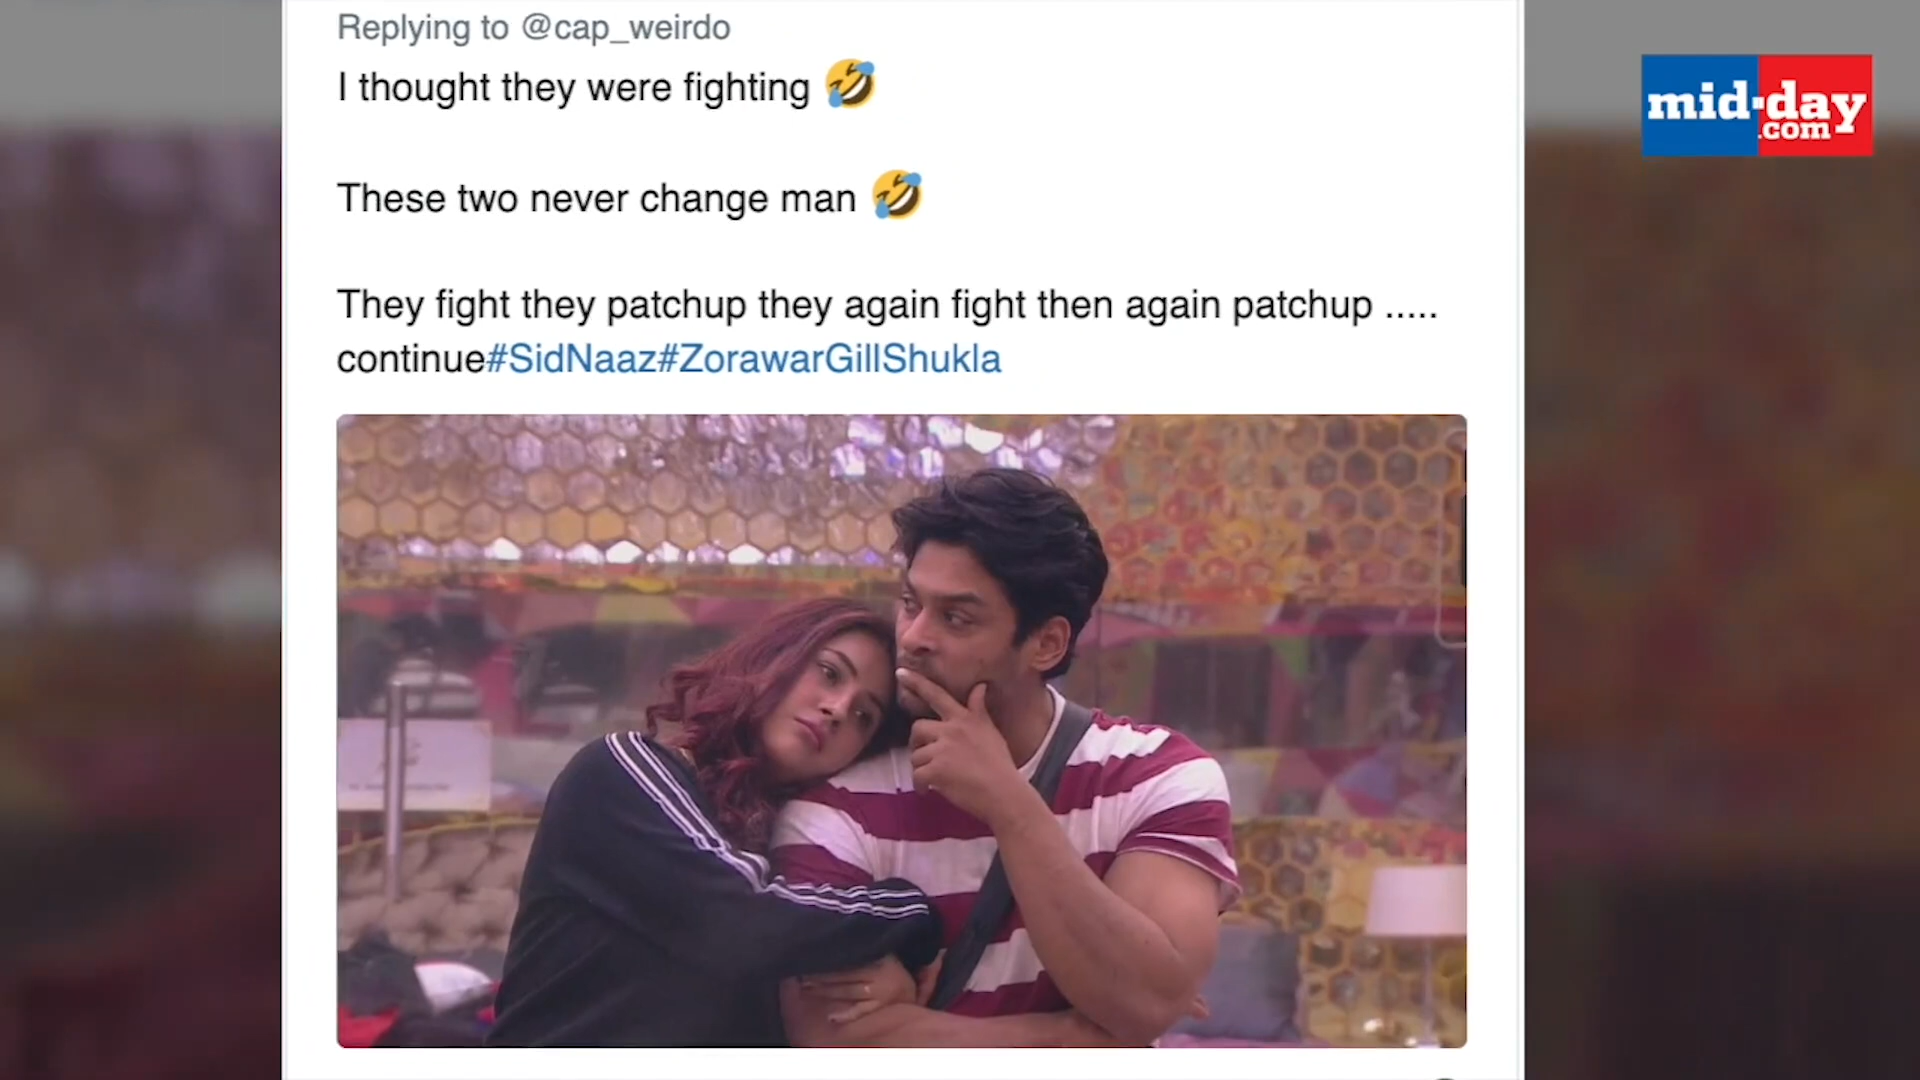 Replying to @cap_weirdo
I thought they were fighting 🤣
These two never change man 🤣
They fight they patchup they again fight then again patchup .....
continue#SidNaaz#ZorawarGillShukla
mid-day
.com